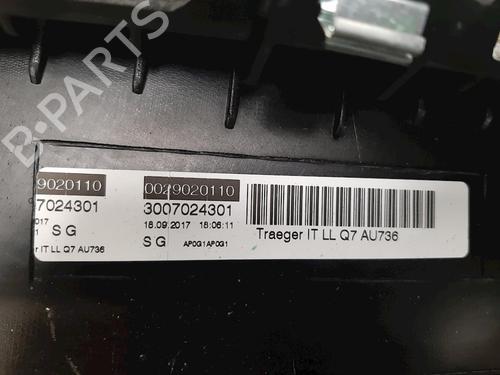 B-PARTS
9020110
7024301
017
1 S G
r IT LL Q7 AU736
0029020110
3007024301
18.09.2017 18:06:11
S G AP0G1AP0G1
Traeger IT LL Q7 AU736